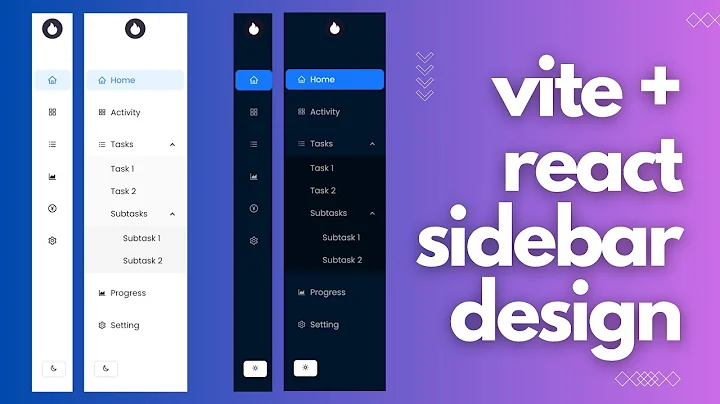 Home
Activity
Tasks
Task 1
Task 2
Subtasks
Subtask 1
Subtask 2
Progress
Setting
Home
Activity
Tasks
Task 1
Task 2
Subtasks
Subtask 1
Subtask 2
Progress
Setting
vite +
react
sidebar
design